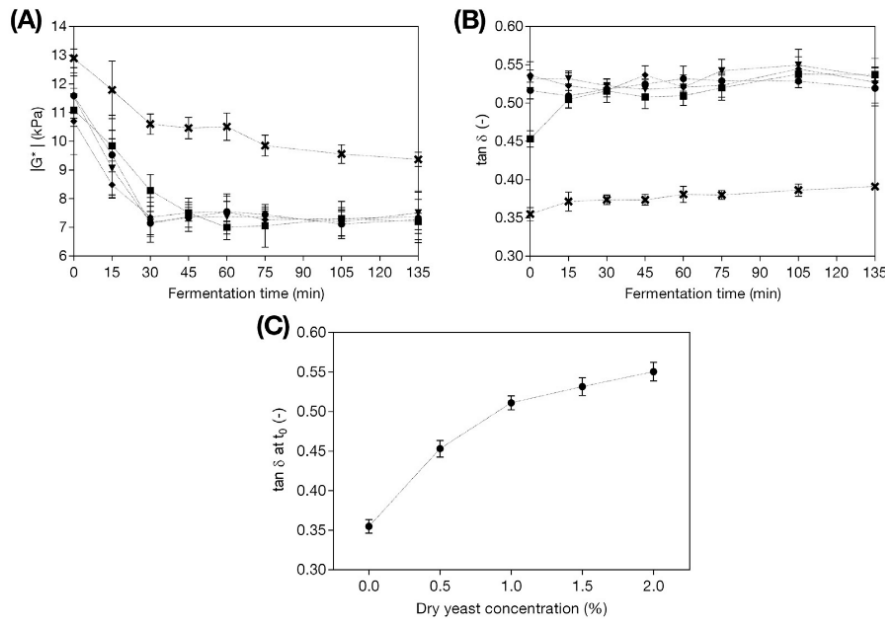 (A)
14
13
12
11
10
9
8
7
6
|G*| (kPa)
0 15 30 45 60 75 90 105 120 135
Fermentation time (min)
(B)
0.60
0.55
0.50
0.45
0.40
0.35
0.30
tan δ (-)
0 15 30 45 60 75 90 105 120 135
Fermentation time (min)
(C)
0.60
0.55
0.50
0.45
0.40
0.35
0.30
tan δ at t₀ (-)
0.0 0.5 1.0 1.5 2.0
Dry yeast concentration (%)